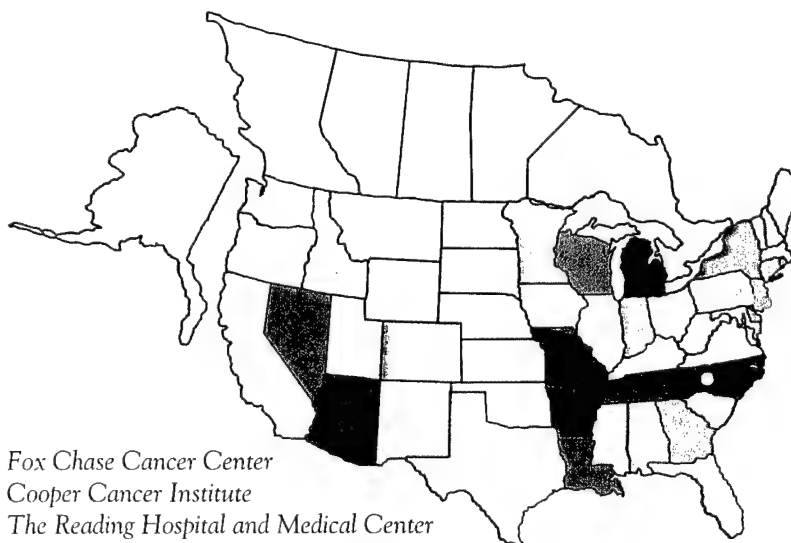 Fox Chase Cancer Center
Cooper Cancer Institute
The Reading Hospital and Medical Center